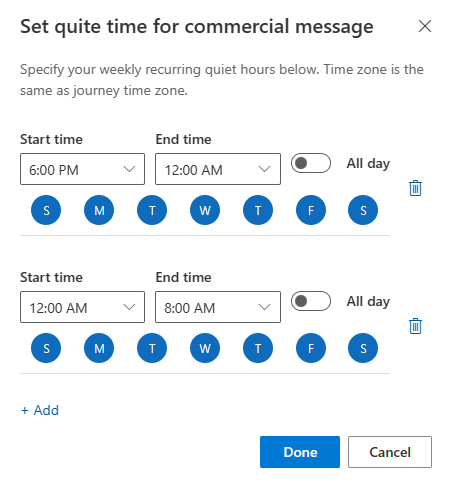 Set quite time for commercial message
Specify your weekly recurring quiet hours below. Time zone is the
same as journey time zone.
Start time End time
6:00 PM 12:00 AM All day
S M T W T F S
Start time End time
12:00 AM 8:00 AM All day
S M T W T F S
+ Add
Done Cancel